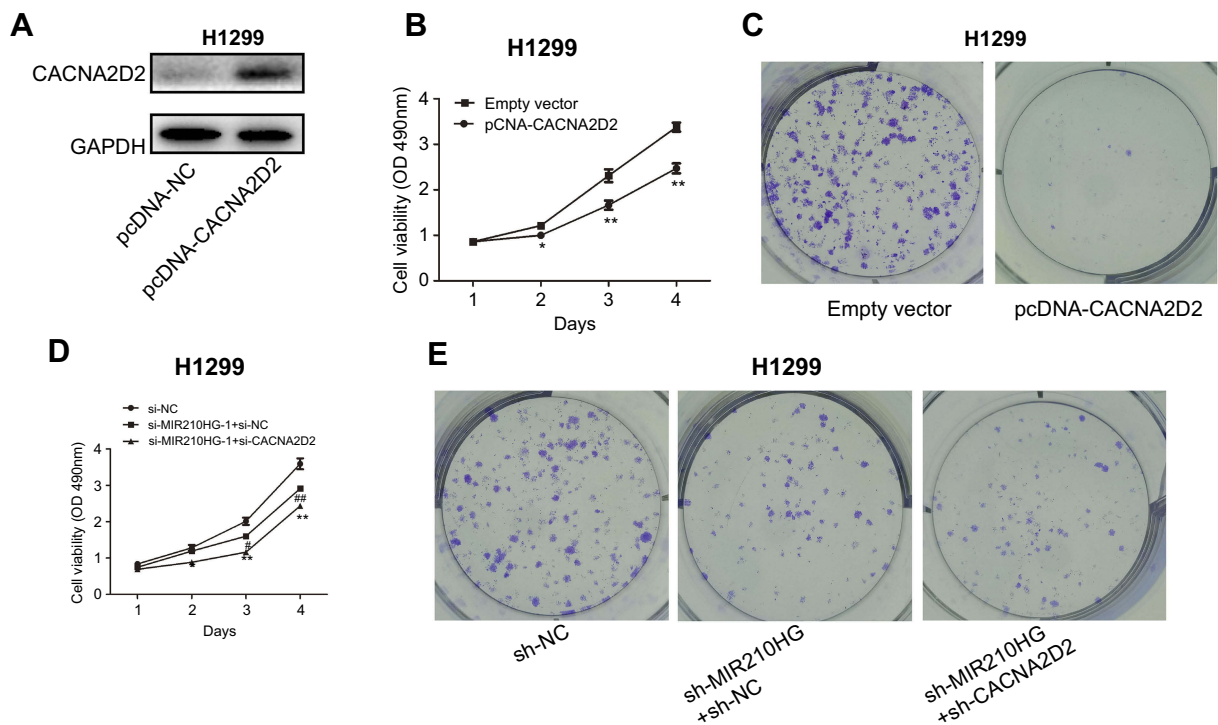 A
H1299
CACNA2D2
GAPDH
pcDNA-NC
pcDNA-CACNA2D2
B
H1299
Empty vector
pCNA-CACNA2D2
Cell viability (OD 490nm)
4
3
2
1
0
*
**
**
1 2 3 4
Days
C
H1299
Empty vector
pcDNA-CACNA2D2
D
H1299
si-NC
si-MIR210HG-1+si-NC
si-MIR210HG-1+si-CACNA2D2
Cell viability (OD 490nm)
4
3
2
1
0
*
#
**
##
**
1 2 3 4
Days
E
H1299
sh-NC
sh-MIR210HG
+sh-NC
sh-MIR210HG
+sh-CACNA2D2